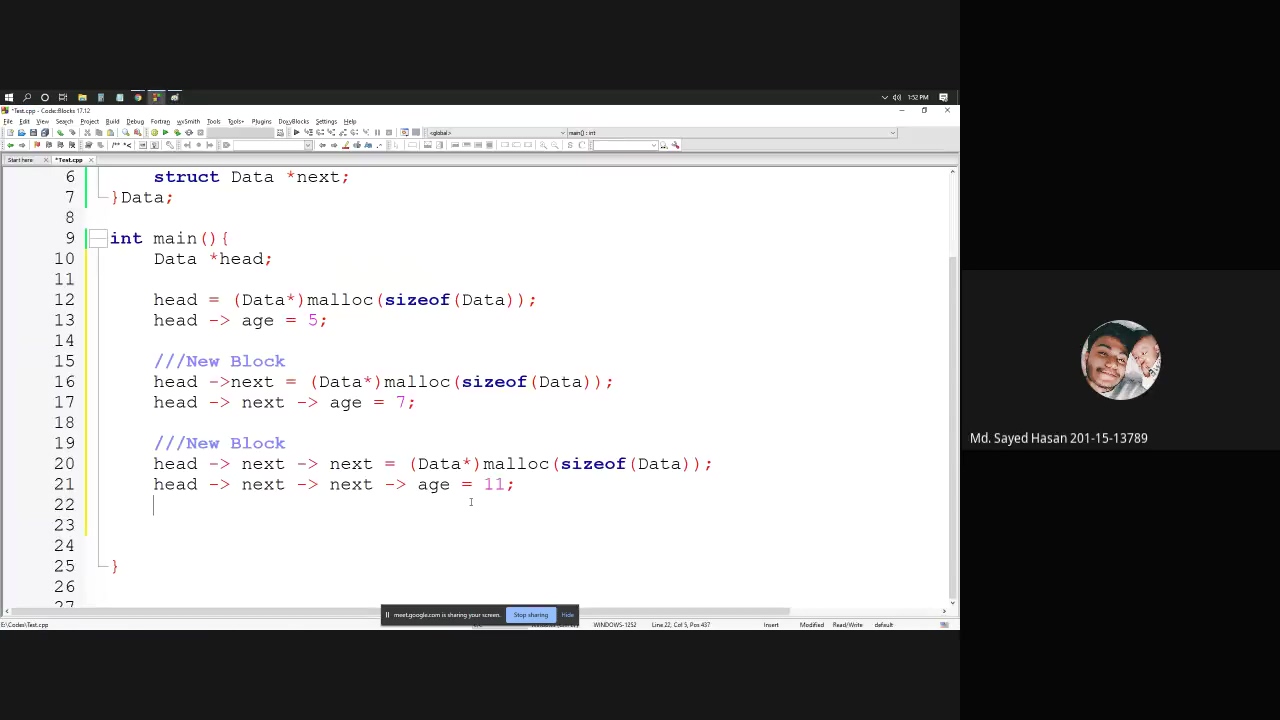 1:52 PM
*Test.cpp - Code::Blocks 17.12
File Edit View Search Project Build Debug Fortran wxSmith Tools Tools+ Plugins DoxyBlocks Settings Help
<global> main() : int
Start here *Test.cpp
6 struct Data *next;
7 }Data;
8
9 int main(){
10 Data *head;
11
12 head = (Data*)malloc(sizeof(Data));
13 head -> age = 5;
14
15 ///New Block
16 head ->next = (Data*)malloc(sizeof(Data));
17 head -> next -> age = 7;
18
19 ///New Block
20 head -> next -> next = (Data*)malloc(sizeof(Data));
21 head -> next -> next -> age = 11;
22
23
24
25 }
26
27
meet.google.com is sharing your screen. Stop sharing Hide
E:\Codes\Test.cpp WINDOWS-1252 Line 22, Col 5, Pos 437 Insert Modified Read/Write default
Md. Sayed Hasan 201-15-13789